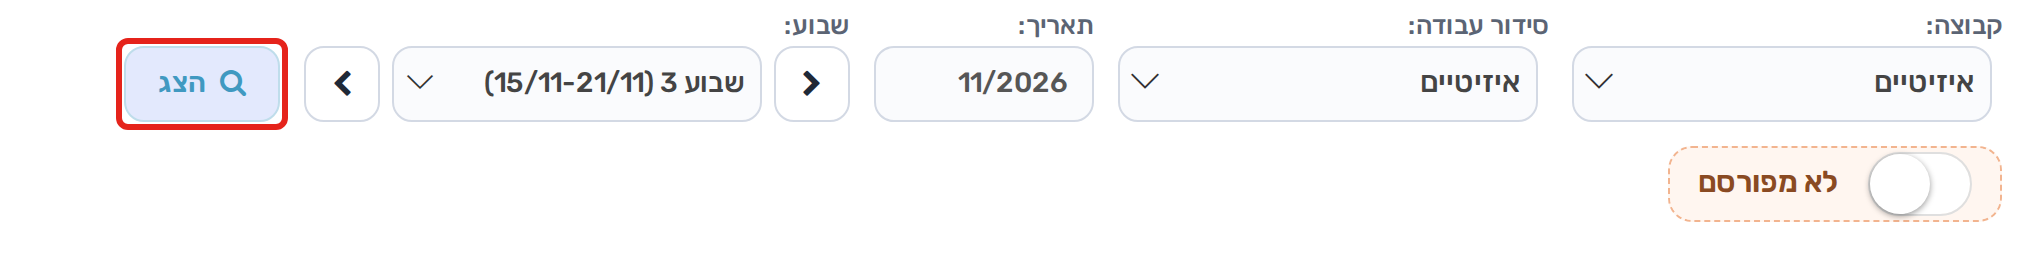 קבוצה: סידור עבודה: תאריך: שבוע:
איזיטיים איזיטיים 11/2026 שבוע 3 (15/11-21/11) הצג
לא מפורסם